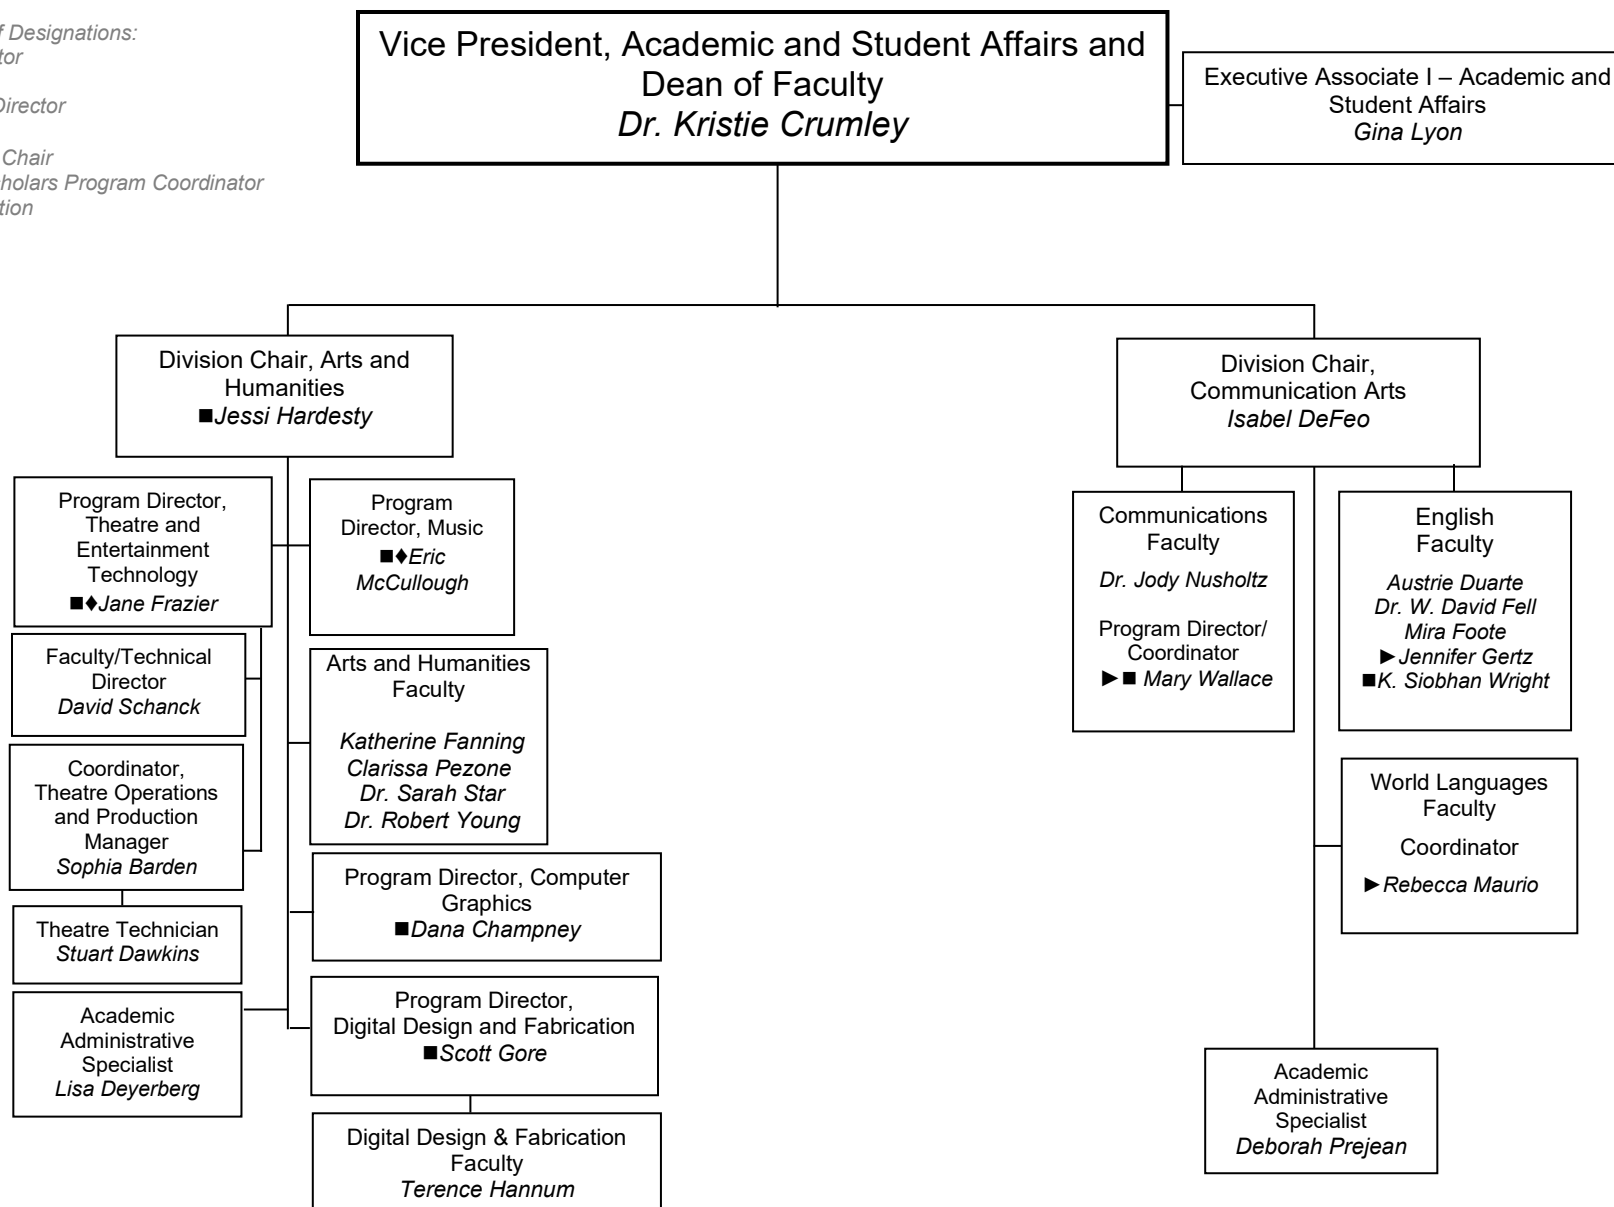 Designations:
Director
Chair
Program Coordinator
Vice President, Academic and Student Affairs and
Dean of Faculty
Dr. Kristie Crumley
Executive Associate I – Academic and
Student Affairs
Gina Lyon
Division Chair, Arts and
Humanities
■Jessi Hardesty
Program Director,
Theatre and
Entertainment
Technology
■♦Jane Frazier
Faculty/Technical
Director
David Schanck
Coordinator,
Theatre Operations
and Production
Manager
Sophia Barden
Theatre Technician
Stuart Dawkins
Academic
Administrative
Specialist
Lisa Deyerberg
Program
Director, Music
■♦Eric
McCullough
Arts and Humanities
Faculty
Katherine Fanning
Clarissa Pezone
Dr. Sarah Star
Dr. Robert Young
Program Director, Computer
Graphics
■Dana Champney
Program Director,
Digital Design and Fabrication
■Scott Gore
Digital Design & Fabrication
Faculty
Terence Hannum
Division Chair,
Communication Arts
Isabel DeFeo
Communications
Faculty
Dr. Jody Nusholtz
Program Director/
Coordinator
►■ Mary Wallace
English
Faculty
Austrie Duarte
Dr. W. David Fell
Mira Foote
►Jennifer Gertz
■K. Siobhan Wright
World Languages
Faculty
Coordinator
►Rebecca Maurio
Academic
Administrative
Specialist
Deborah Prejean